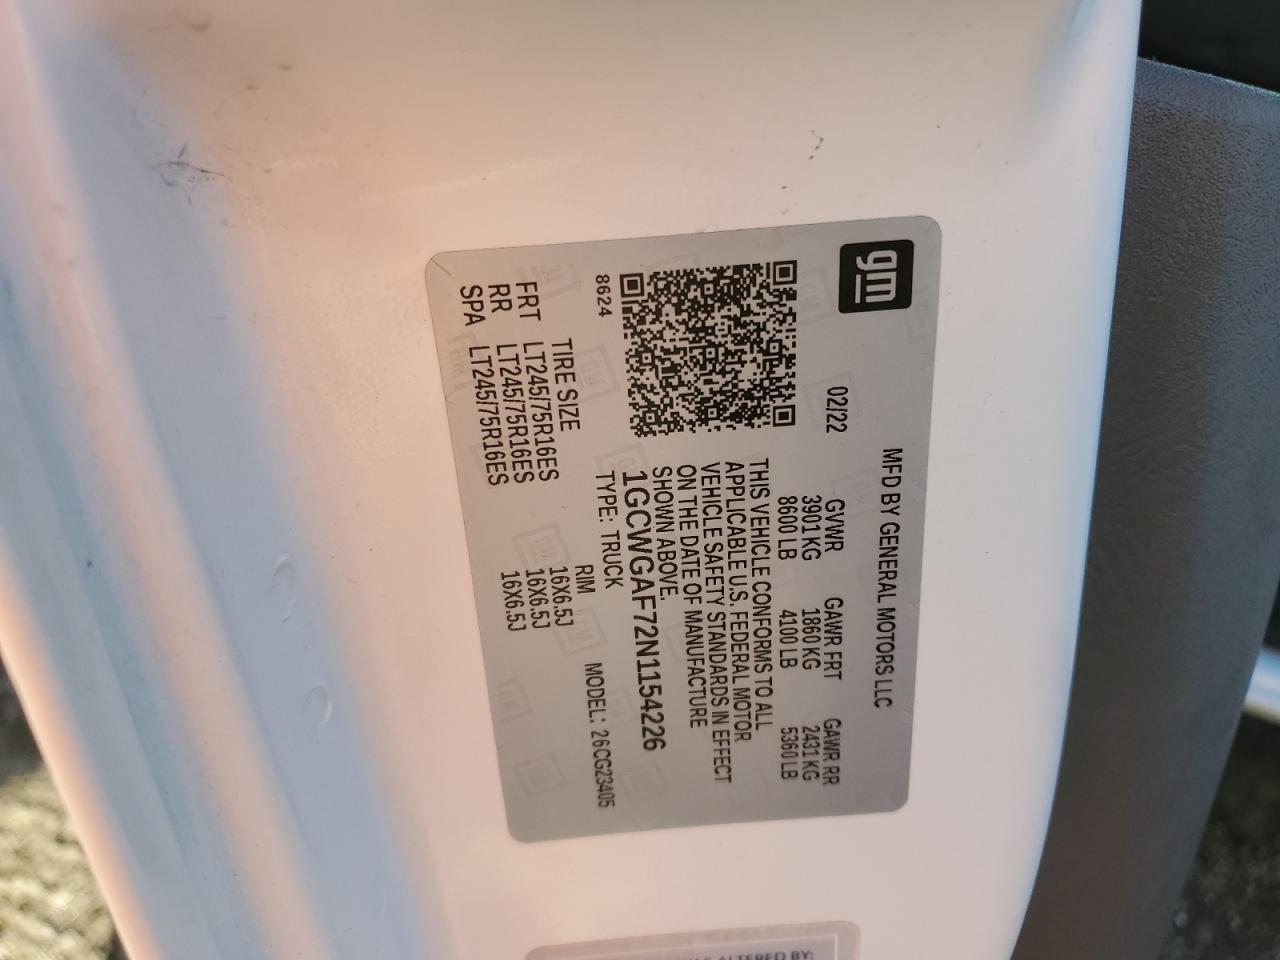 gm
MFD BY GENERAL MOTORS LLC
02/22 GVWR GAWR FRT GAWR RR
3901 KG 1860 KG 2431 KG
8600 LB 4100 LB 5360 LB
THIS VEHICLE CONFORMS TO ALL
APPLICABLE U.S. FEDERAL MOTOR
VEHICLE SAFETY STANDARDS IN EFFECT
ON THE DATE OF MANUFACTURE
SHOWN ABOVE.
1GCWGAF72N1154226
8624 TYPE: TRUCK MODEL: 26CG23405
TIRE SIZE RIM
FRT LT245/75R16ES 16X6.5J
RR LT245/75R16ES 16X6.5J
SPA LT245/75R16ES 16X6.5J
ALTERED BY: